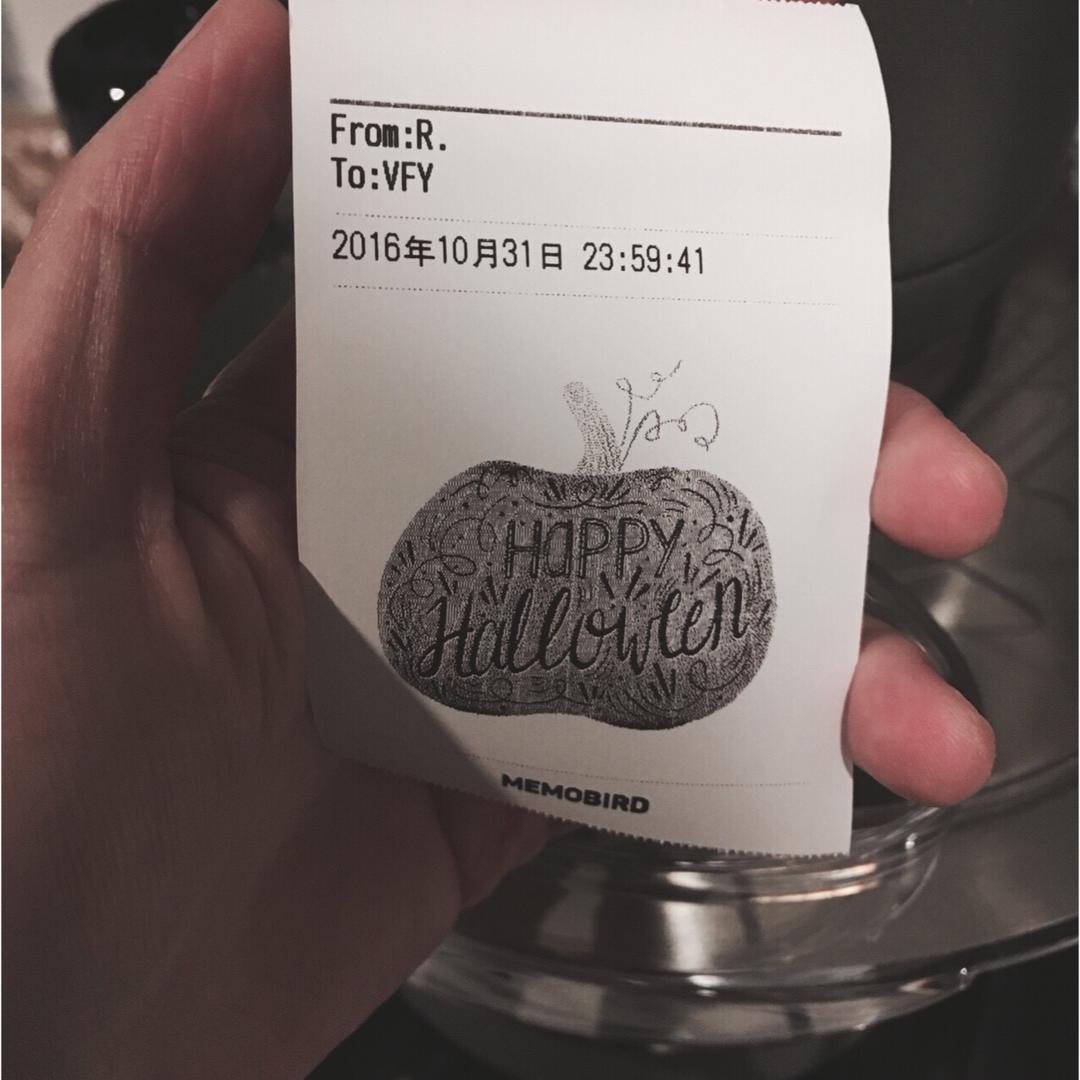 From:R.
To:VFY
2016年10月31日 23:59:41
HAPPY
Halloween
MEMOBIRD